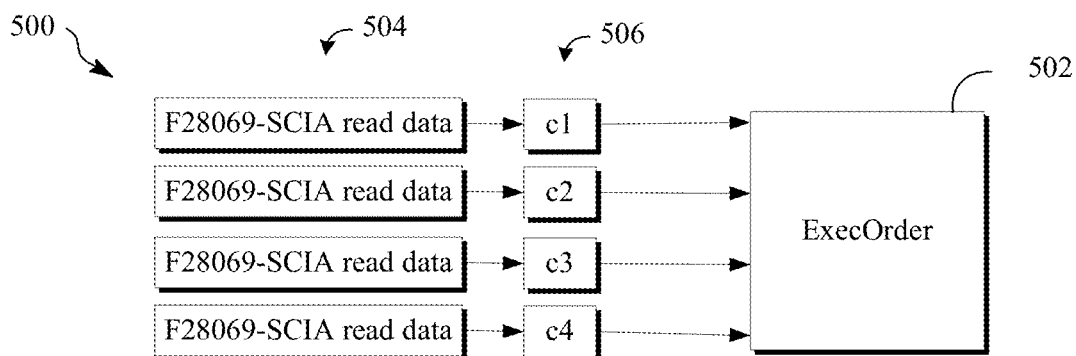 500
504
506
502
F28069-SCIA read data
c1
F28069-SCIA read data
c2
F28069-SCIA read data
c3
F28069-SCIA read data
c4
ExecOrder